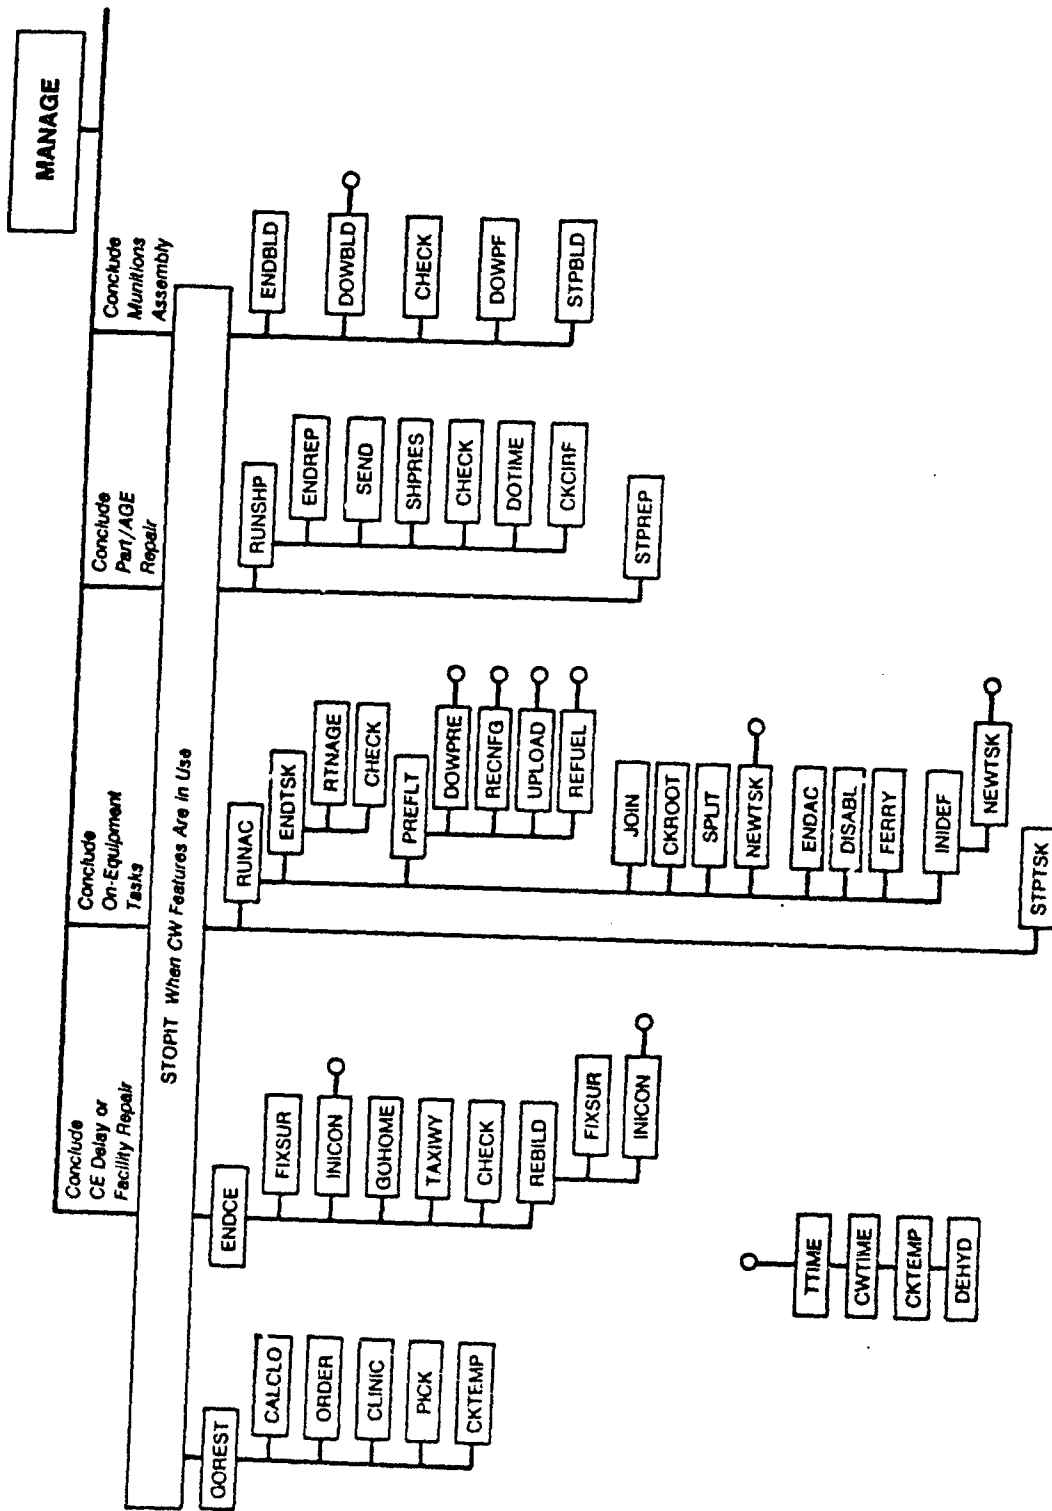 MANAGE
Conclude
CE Delay or
Facility Repair
Conclude
On-Equipment
Tasks
Conclude
Part/AGE
Repair
Conclude
Munitions
Assembly
STOPIT When CW Features Are in Use
GOREST
CALCLO
ORDER
CLINIC
PICK
CKTEMP
ENDCE
FIXSUR
INICON
GOHOME
TAXIWY
CHECK
REBILD
FIXSUR
INICON
RUNAC
ENDTSK
RTNAGE
CHECK
PREFLT
DOWPRE
RECNFG
UPLOAD
REFUEL
JOIN
CKROOT
SPLIT
NEWTSK
ENDAC
DISABL
FERRY
INIDEF
NEWTSK
STPTSK
RUNSHP
ENDREP
SEND
SHPRES
CHECK
DOTIME
CKCIRF
STPREP
ENDBLD
DOWBLD
CHECK
DOWPF
STPBLD
TTIME
CWTIME
CKTEMP
DEHYD